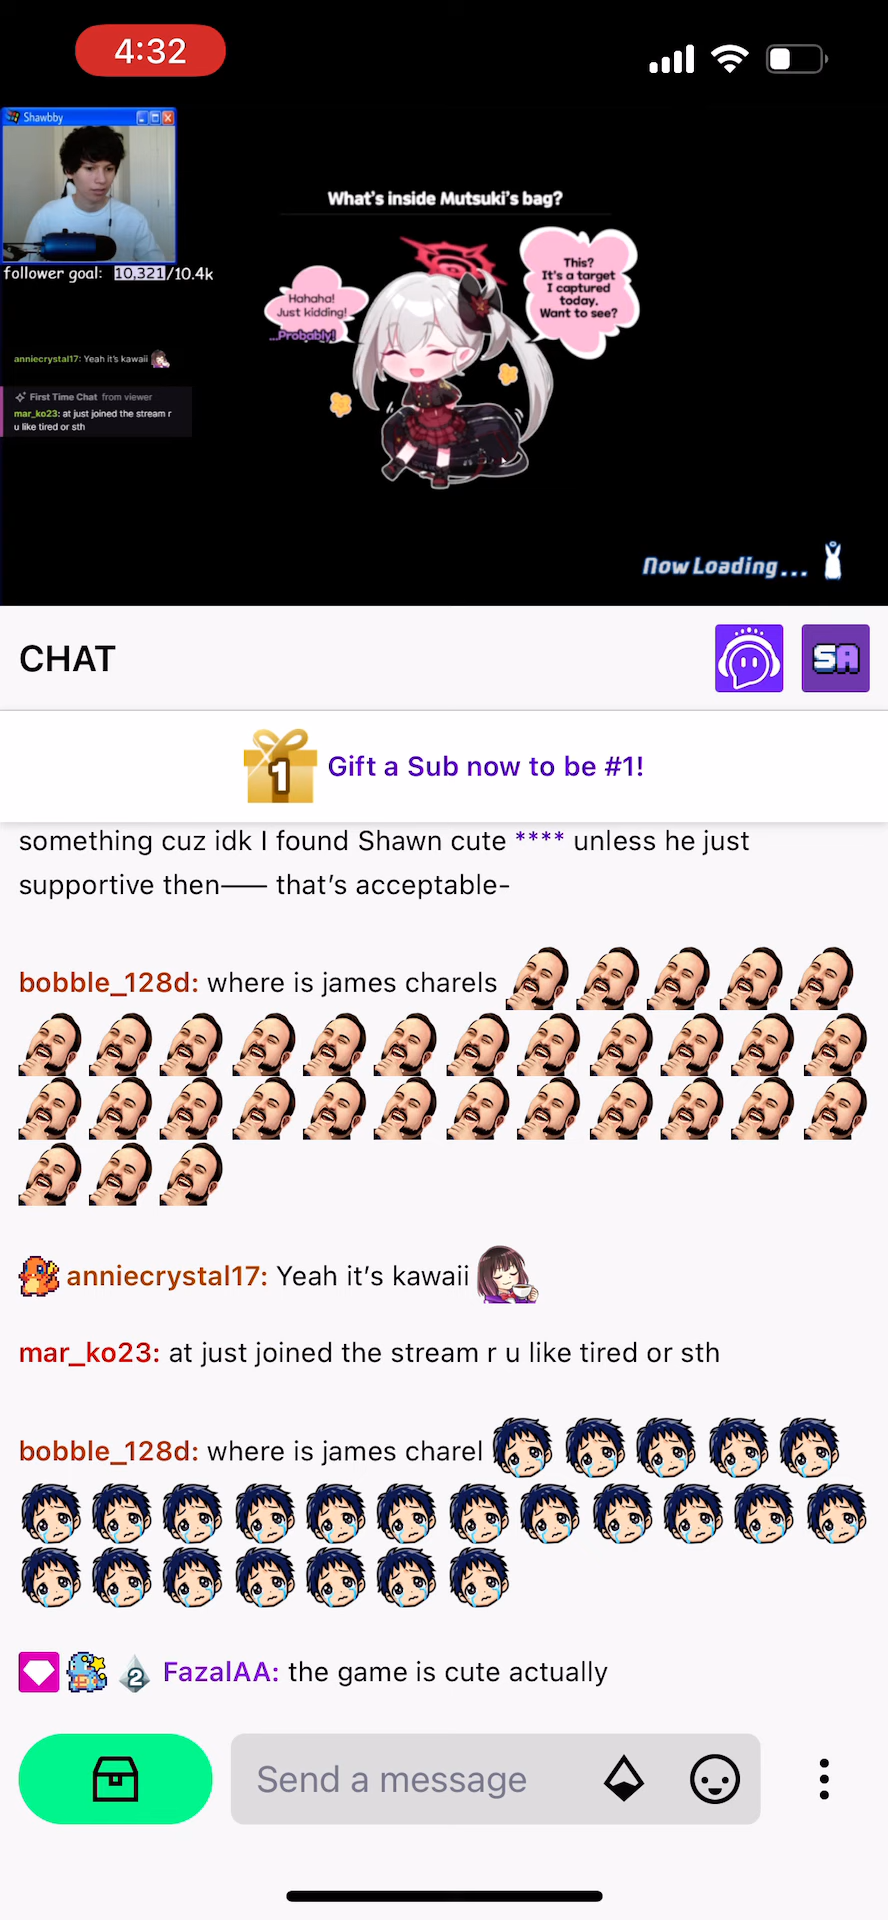 4:32
Shawbby
What's inside Mutsuki's bag?
This?
It's a target
I captured
today.
Want to see?
Hahaha!
Just kidding!
...Probably!
follower goal: 10,321/10.4k
anniecrystal17: Yeah it's kawaii
First Time Chat from viewer
mar_ko23: at just joined the stream r
u like tired or sth
Now Loading...
CHAT
SA
1
Gift a Sub now to be #1!
something cuz idk I found Shawn cute **** unless he just
supportive then—— that's acceptable-
bobble_128d: where is james charels
anniecrystal17: Yeah it's kawaii
mar_ko23: at just joined the stream r u like tired or sth
bobble_128d: where is james charel
2 FazalAA: the game is cute actually
Send a message